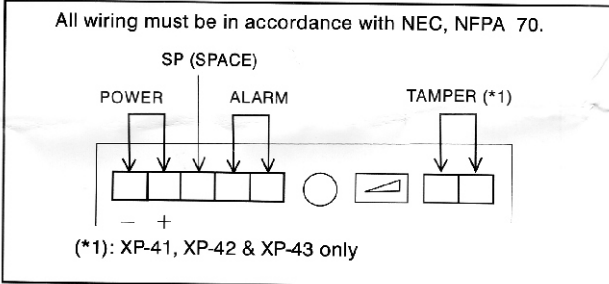 All wiring must be in accordance with NEC, NFPA 70.
SP (SPACE)
POWER ALARM TAMPER (*1)
– +
(*1): XP-41, XP-42 & XP-43 only